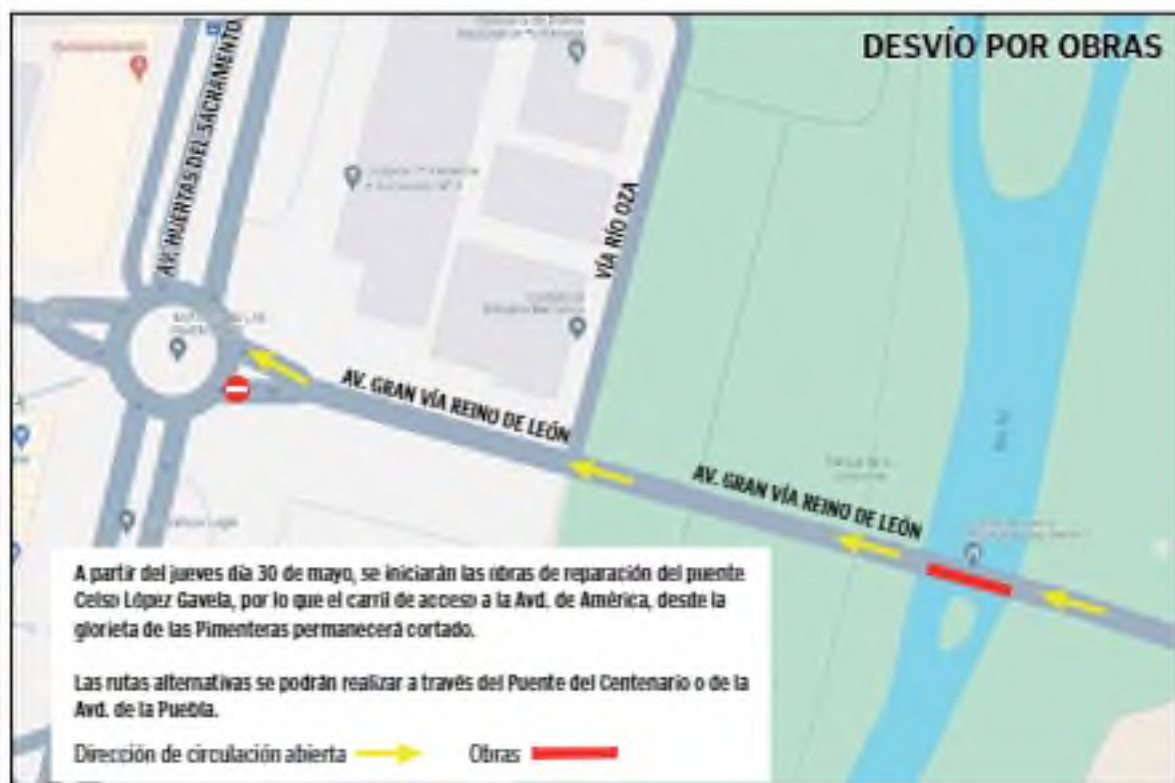 DESVÍO POR OBRAS
AV. HUERTAS DEL SACRAMENTO
VÍA RÍO OZA
AV. GRAN VÍA REINO DE LEÓN
AV. GRAN VÍA REINO DE LEÓN
A partir del jueves día 30 de mayo, se iniciarán las obras de reparación del puente
Celso López Gavela, por lo que el carril de acceso a la Avd. de América, desde la
glorieta de las Pimenteras permanecerá cortado.
Las rutas alternativas se podrán realizar a través del Puente del Centenario o de la
Avd. de la Puebla.
Dirección de circulación abierta
Obras